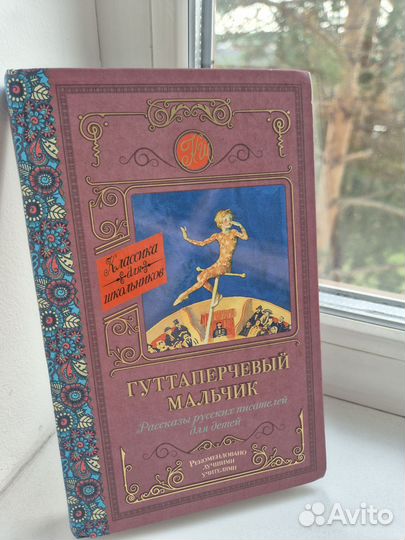 Классика
для
школьников
ГУТТАПЕРЧЕВЫЙ
МАЛЬЧИК
Рассказы русских писателей
для детей
Рекомендовано
лучшими
учителями
Avito